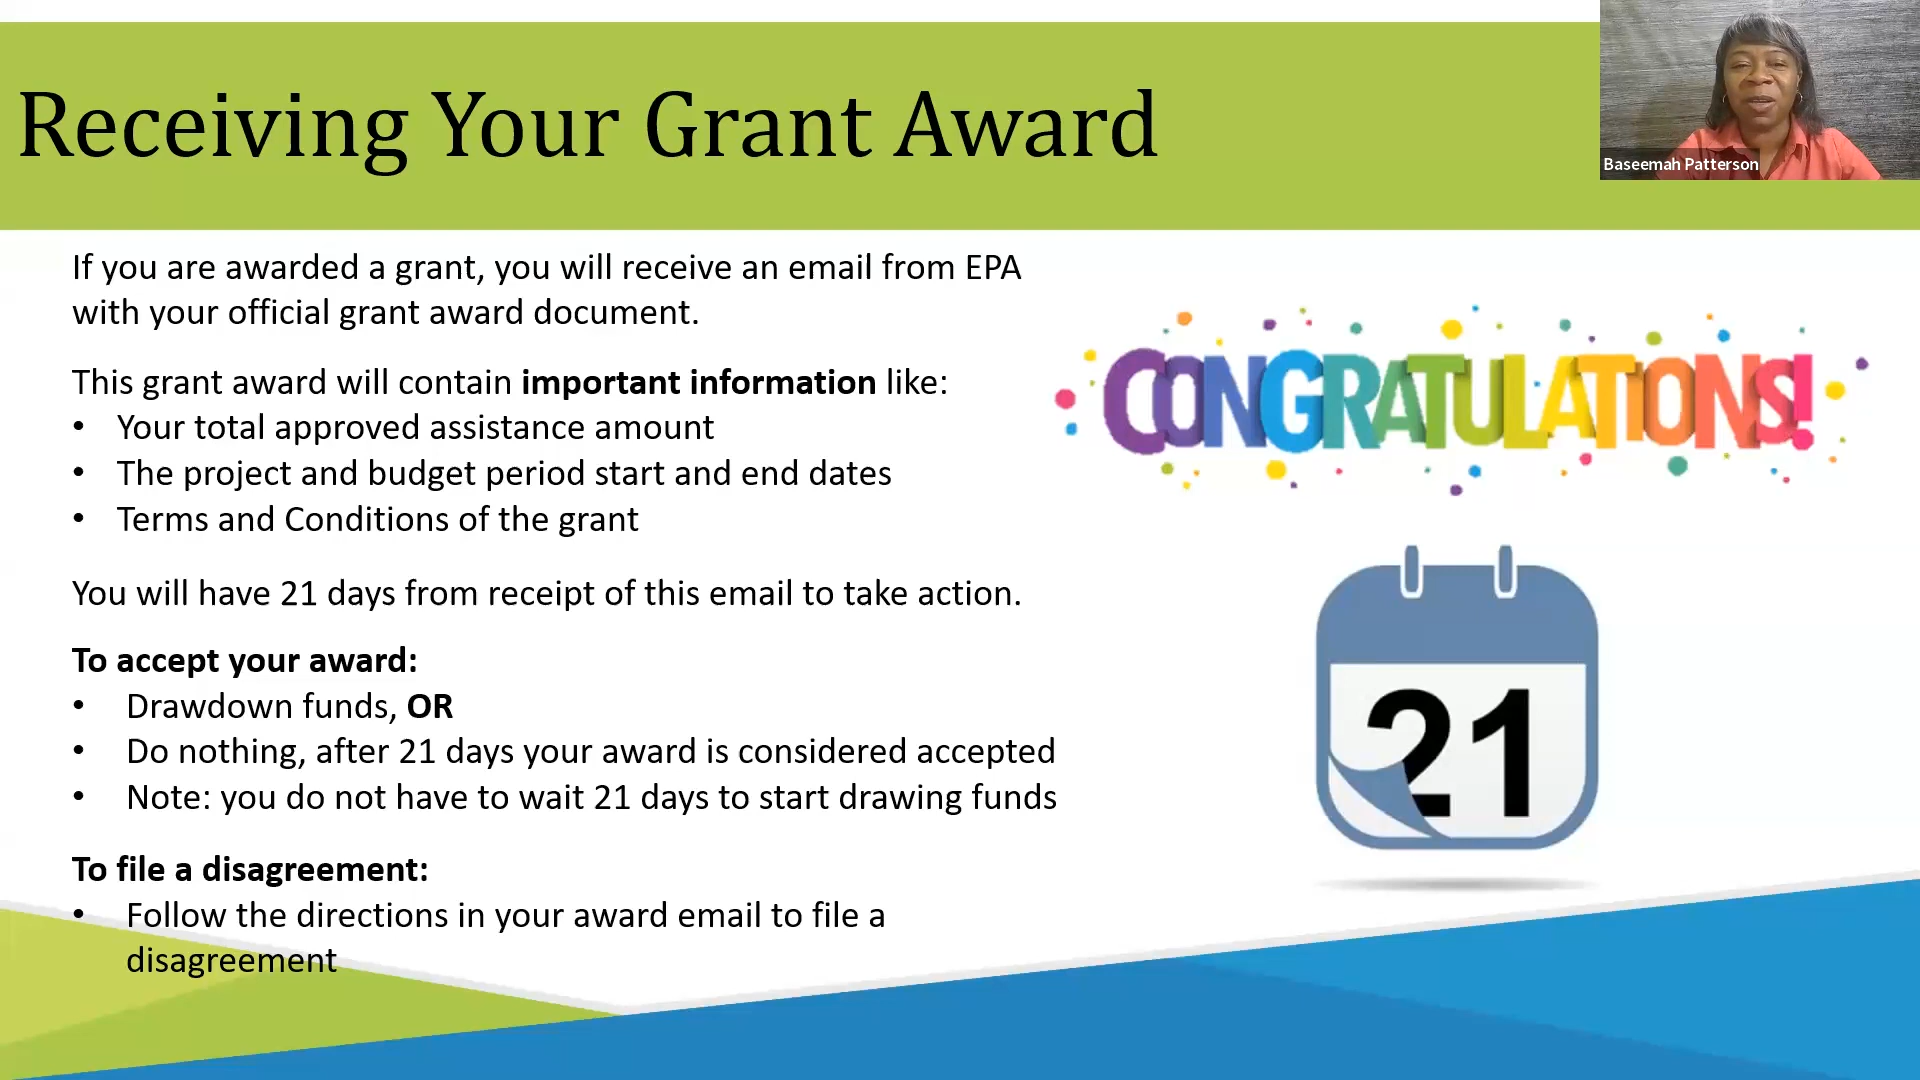 Receiving Your Grant Award
Baseemah Patterson
If you are awarded a grant, you will receive an email from EPA
with your official grant award document.
This grant award will contain important information like:
• Your total approved assistance amount
• The project and budget period start and end dates
• Terms and Conditions of the grant
You will have 21 days from receipt of this email to take action.
To accept your award:
• Drawdown funds, OR
• Do nothing, after 21 days your award is considered accepted
• Note: you do not have to wait 21 days to start drawing funds
To file a disagreement:
• Follow the directions in your award email to file a
disagreement
CONGRATULATIONS!
21